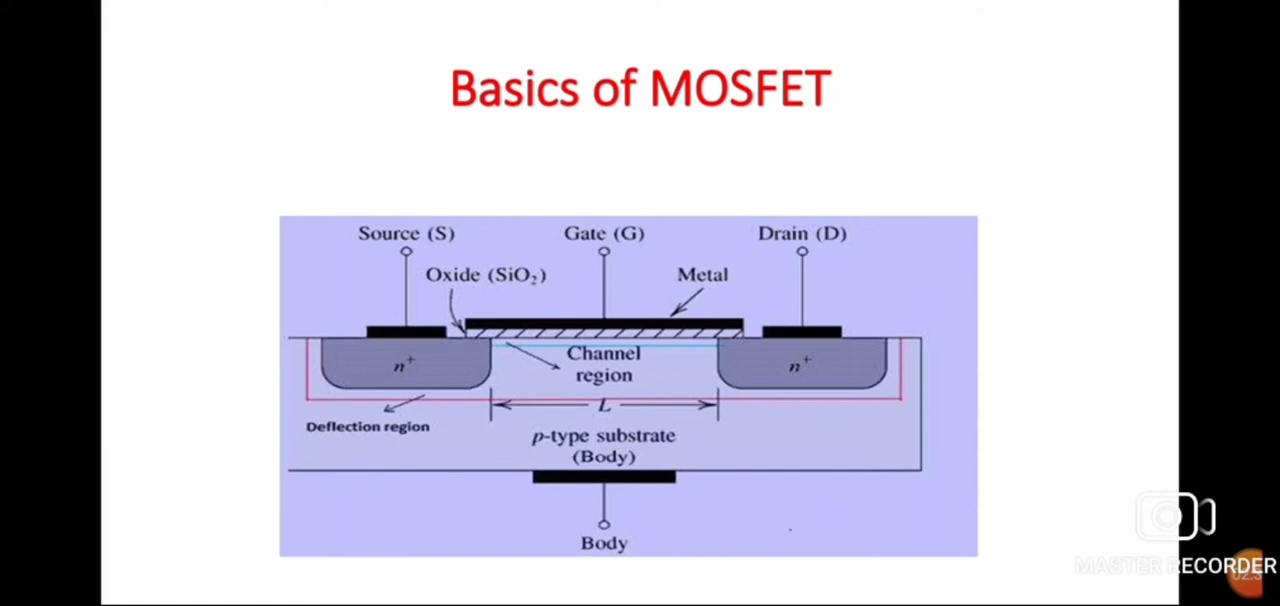 Basics of MOSFET
Source (S)
Gate (G)
Drain (D)
Oxide (SiO₂)
Metal
n⁺
Channel
region
n⁺
L
Deflection region
p-type substrate
(Body)
Body
MASTER RECORDER